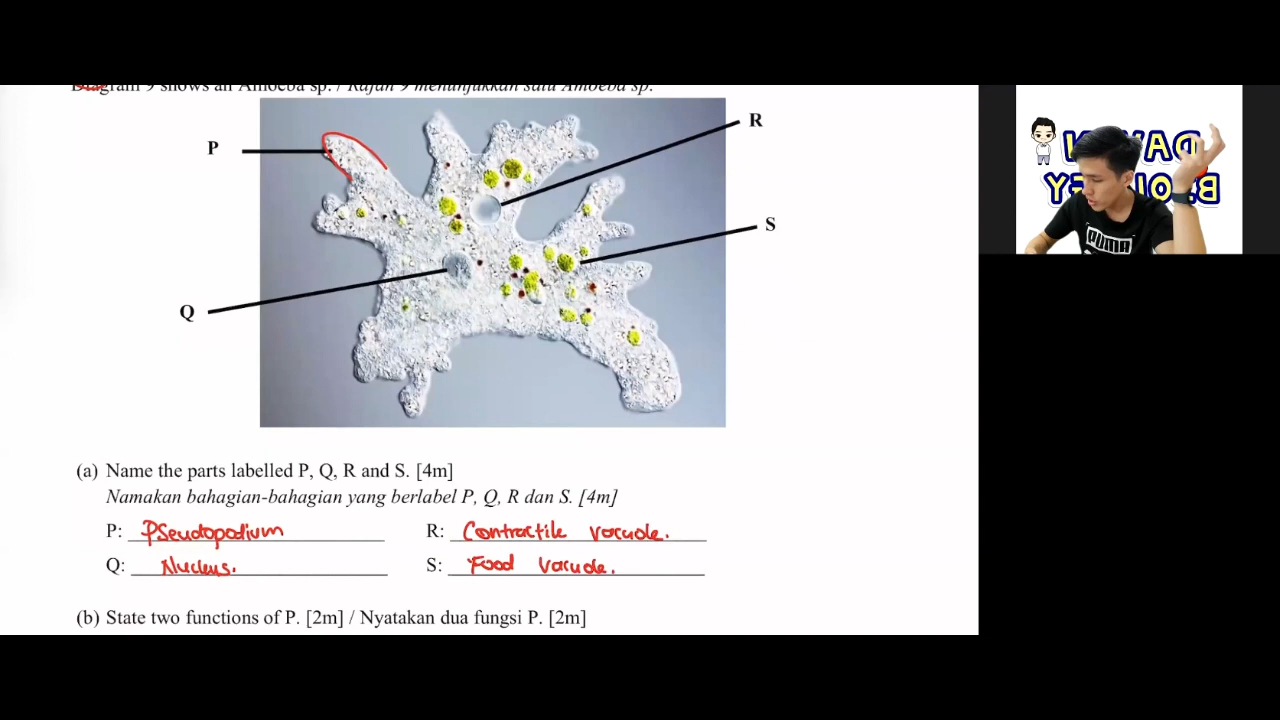 Diagram 9 shows an Amoeba sp. / Rajah 9 menunjukkan satu Amoeba sp.
P
R
S
Q
PUMA
(a) Name the parts labelled P, Q, R and S. [4m]
Namakan bahagian-bahagian yang berlabel P, Q, R dan S. [4m]
P: Pseudopodium
R: Contractile vacuole.
Q: Nucleus.
S: Food vacuole.
(b) State two functions of P. [2m] / Nyatakan dua fungsi P. [2m]